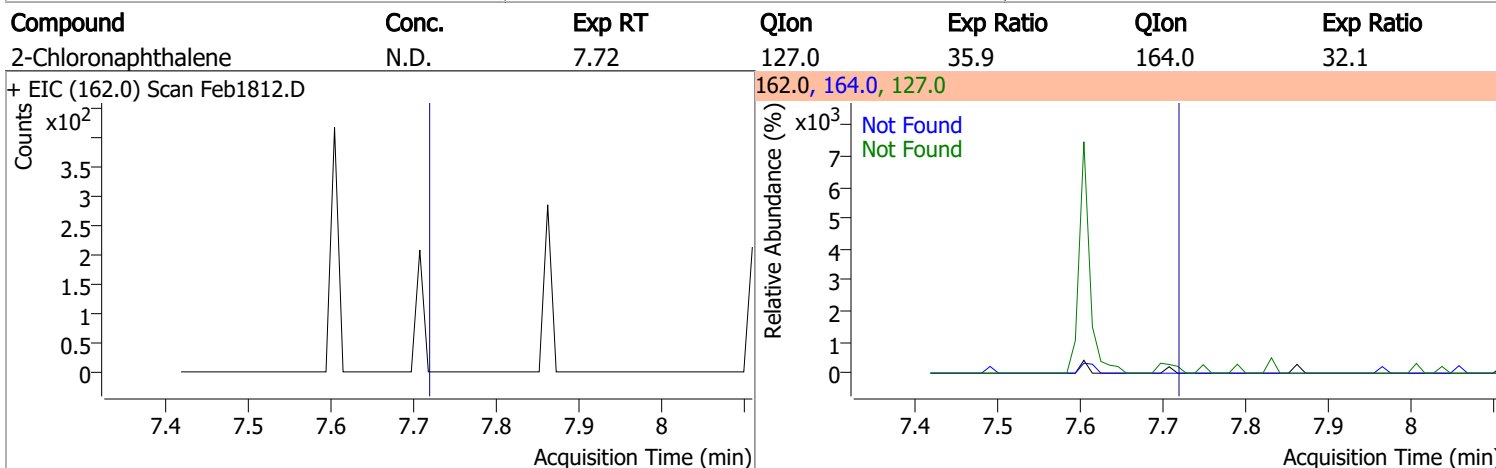 Compound Conc. Exp RT QIon Exp Ratio QIon Exp Ratio
2-Chloronaphthalene N.D. 7.72 127.0 35.9 164.0 32.1
+ EIC (162.0) Scan Feb1812.D
Counts
x10²
3.5
3
2.5
2
1.5
1
0.5
0
7.4 7.5 7.6 7.7 7.8 7.9 8
Acquisition Time (min)
162.0, 164.0, 127.0
Relative Abundance (%)
x10³
Not Found
Not Found
7
6
5
4
3
2
1
0
7.4 7.5 7.6 7.7 7.8 7.9 8
Acquisition Time (min)